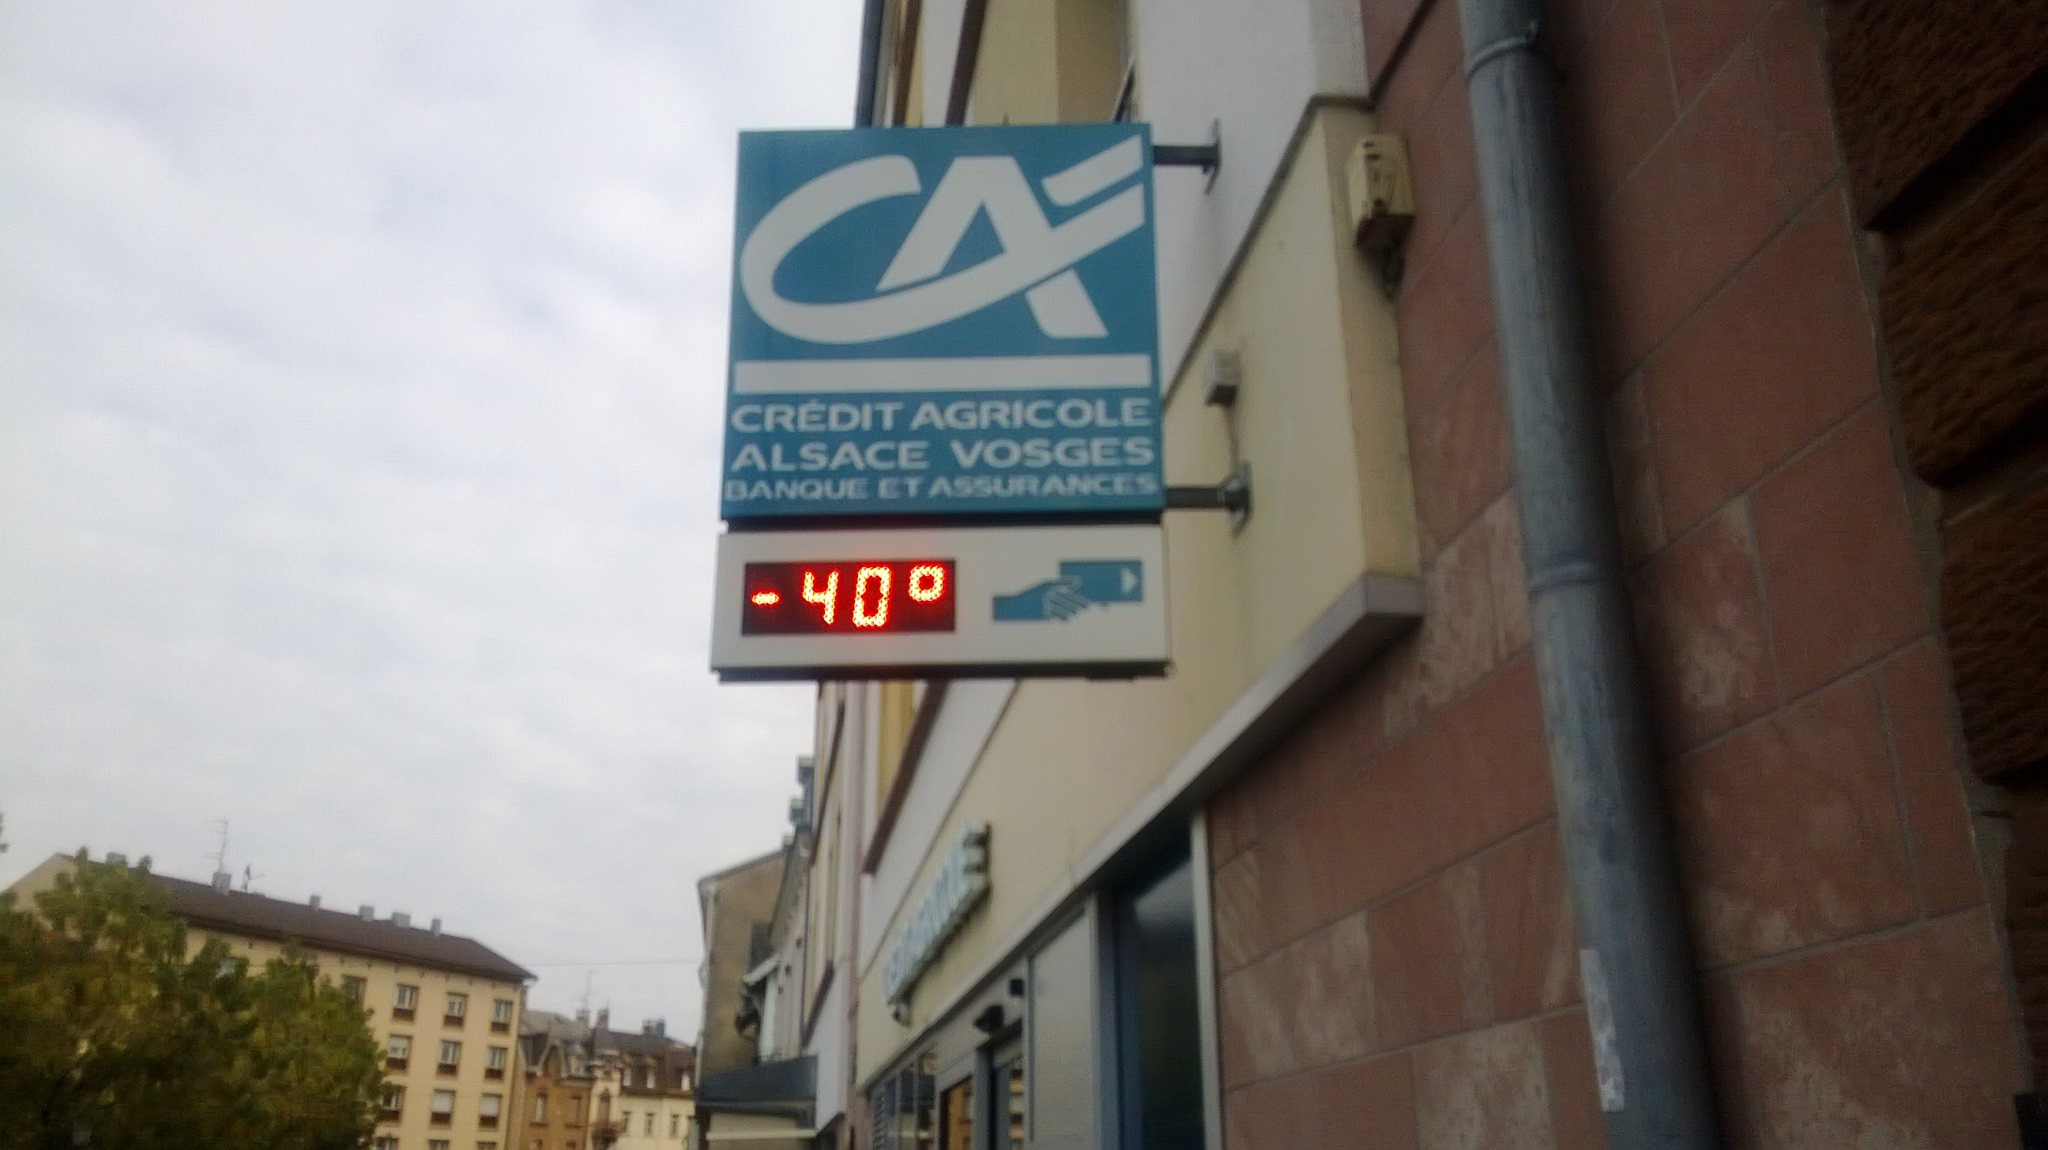 CA
CRÉDIT AGRICOLE
ALSACE VOSGES
BANQUE ET ASSURANCES
-40°